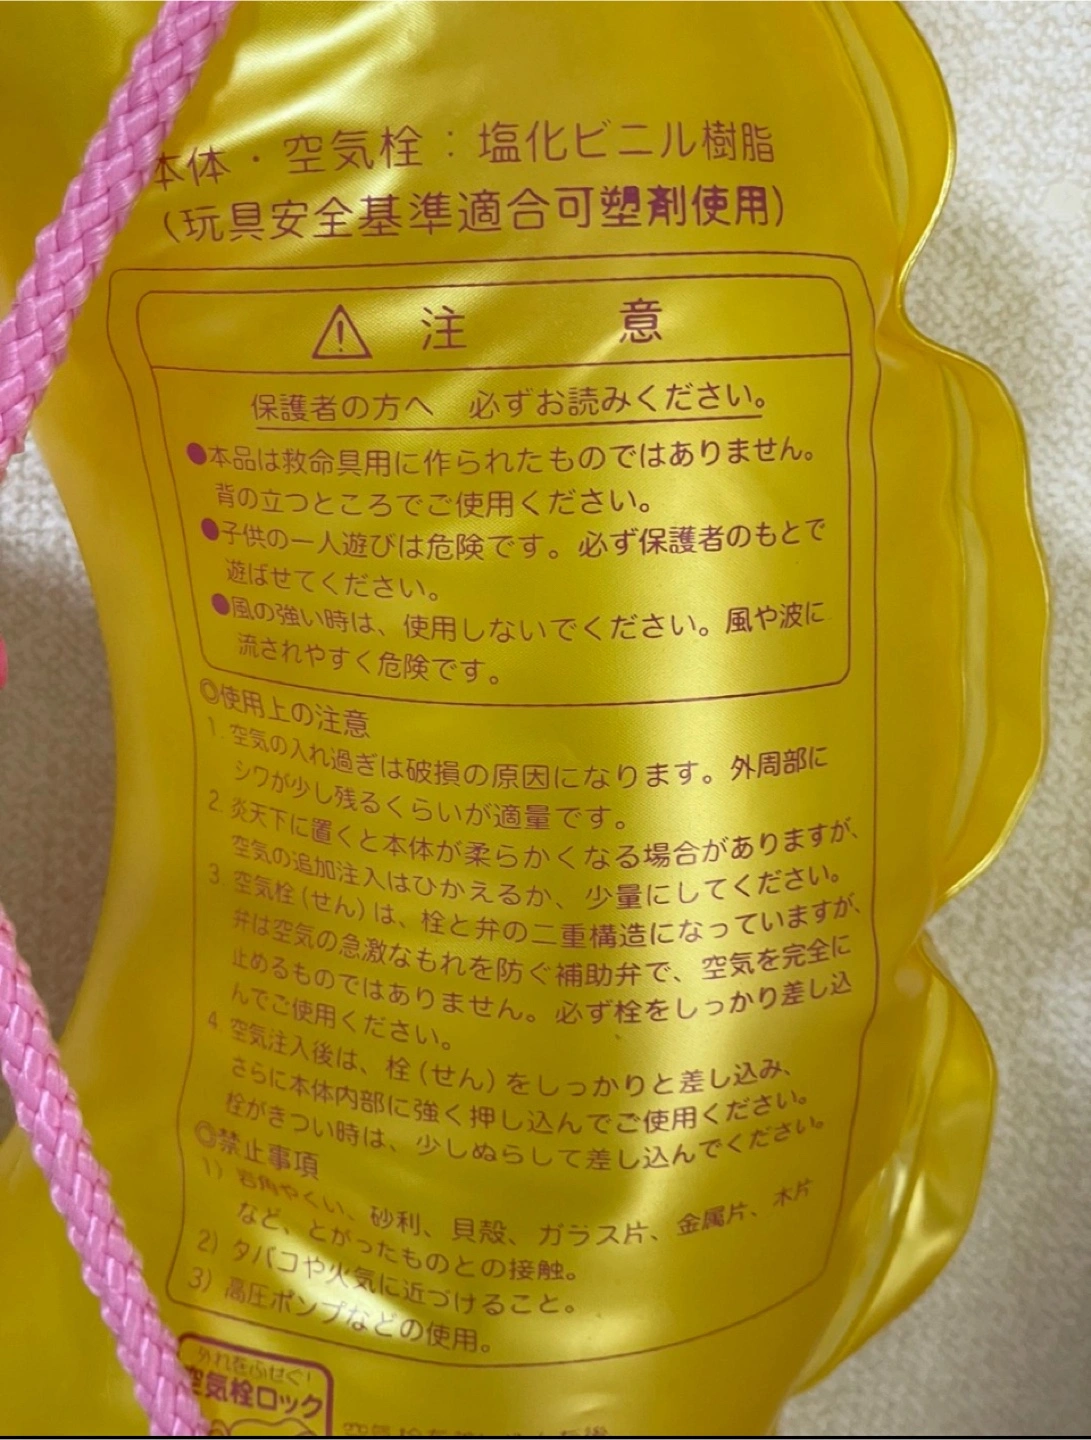 本体・空気栓：塩化ビニル樹脂
(玩具安全基準適合可塑剤使用)
⚠ 注 意
保護者の方へ 必ずお読みください。
●本品は救命具用に作られたものではありません。
背の立つところでご使用ください。
●子供の一人遊びは危険です。必ず保護者のもとで
遊ばせてください。
●風の強い時は、使用しないでください。風や波に
流されやすく危険です。
◎使用上の注意
1. 空気の入れ過ぎは破損の原因になります。外周部に
シワが少し残るくらいが適量です。
2. 炎天下に置くと本体が柔らかくなる場合がありますが、
空気の追加注入はひかえるか、少量にしてください。
3. 空気栓(せん)は、栓と弁の二重構造になっていますが、
弁は空気の急激なもれを防ぐ補助弁で、空気を完全に
止めるものではありません。必ず栓をしっかり差し込
んでご使用ください。
4. 空気注入後は、栓(せん)をしっかりと差し込み、
さらに本体内部に強く押し込んでご使用ください。
栓がきつい時は、少しぬらして差し込んでください。
◎禁止事項
1) 岩角やくい、砂利、貝殻、ガラス片、金属片、木片
など、とがったものとの接触。
2) タバコや火気に近づけること。
3) 高圧ポンプなどの使用。
外れをふせぐ!
空気栓ロック